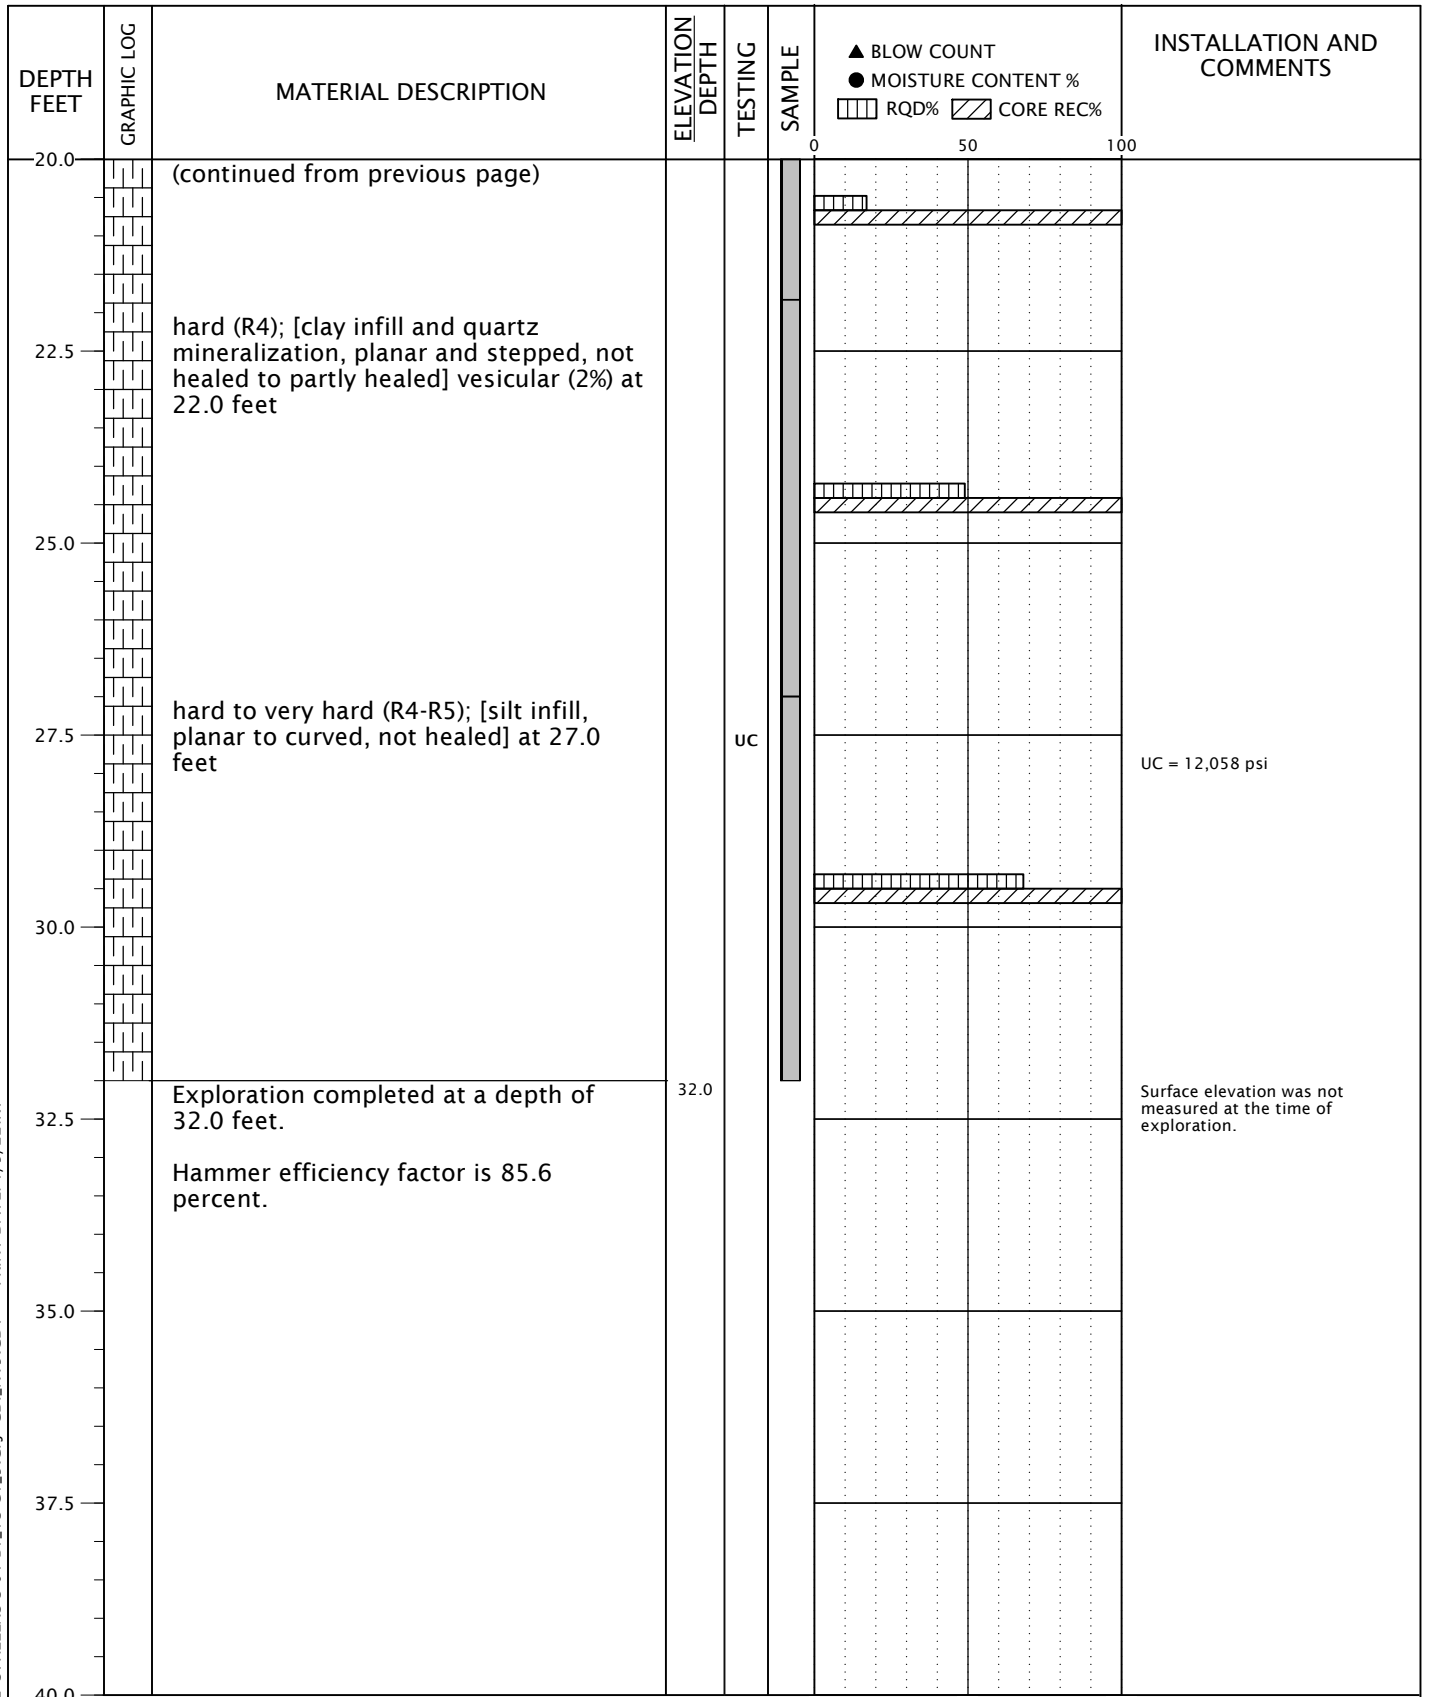 DEPTH
FEET
GRAPHIC LOG
MATERIAL DESCRIPTION
ELEVATION
DEPTH
TESTING
SAMPLE
▲ BLOW COUNT
● MOISTURE CONTENT %
RQD% CORE REC%
0 50 100
INSTALLATION AND
COMMENTS
20.0
(continued from previous page)
hard (R4); [clay infill and quartz
mineralization, planar and stepped, not
healed to partly healed] vesicular (2%) at
22.0 feet
22.5
25.0
hard to very hard (R4-R5); [silt infill,
planar to curved, not healed] at 27.0
feet
27.5
UC
UC = 12,058 psi
30.0
Exploration completed at a depth of
32.0 feet.
32.0
Surface elevation was not
measured at the time of
exploration.
32.5
Hammer efficiency factor is 85.6
percent.
35.0
37.5
40.0